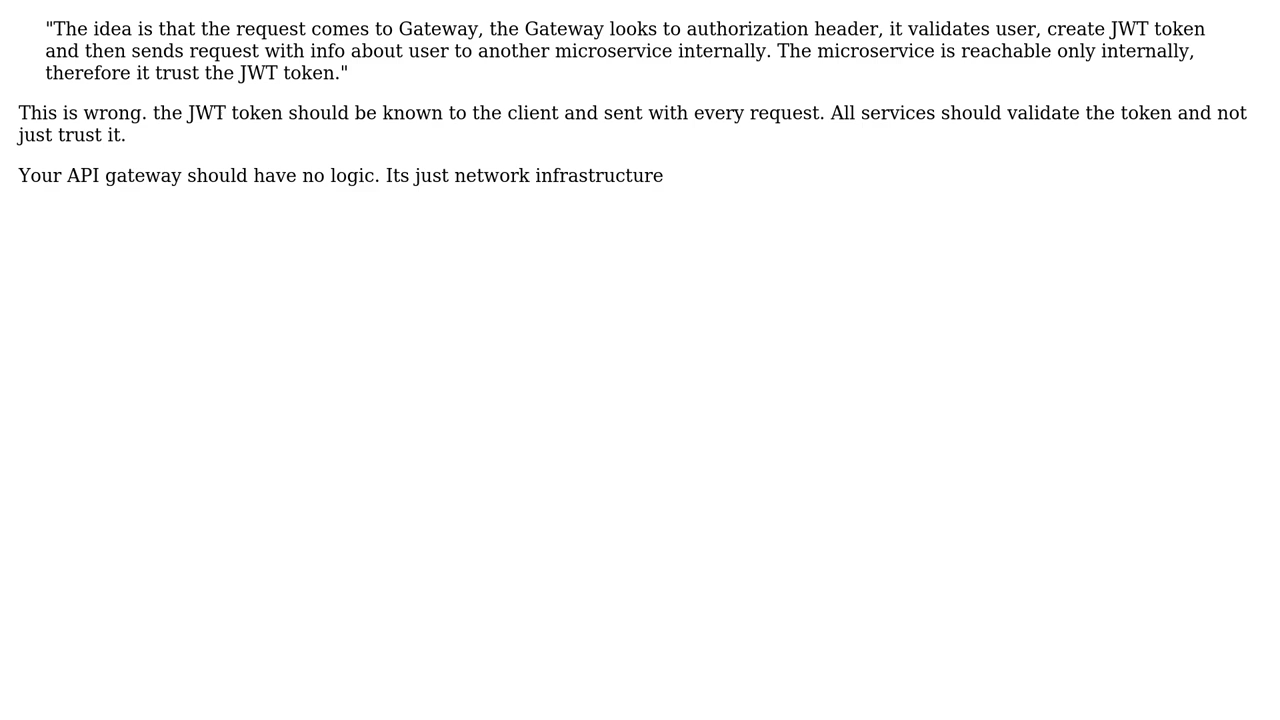 "The idea is that the request comes to Gateway, the Gateway looks to authorization header, it validates user, create JWT token
and then sends request with info about user to another microservice internally. The microservice is reachable only internally,
therefore it trust the JWT token."
This is wrong. the JWT token should be known to the client and sent with every request. All services should validate the token and not
just trust it.
Your API gateway should have no logic. Its just network infrastructure